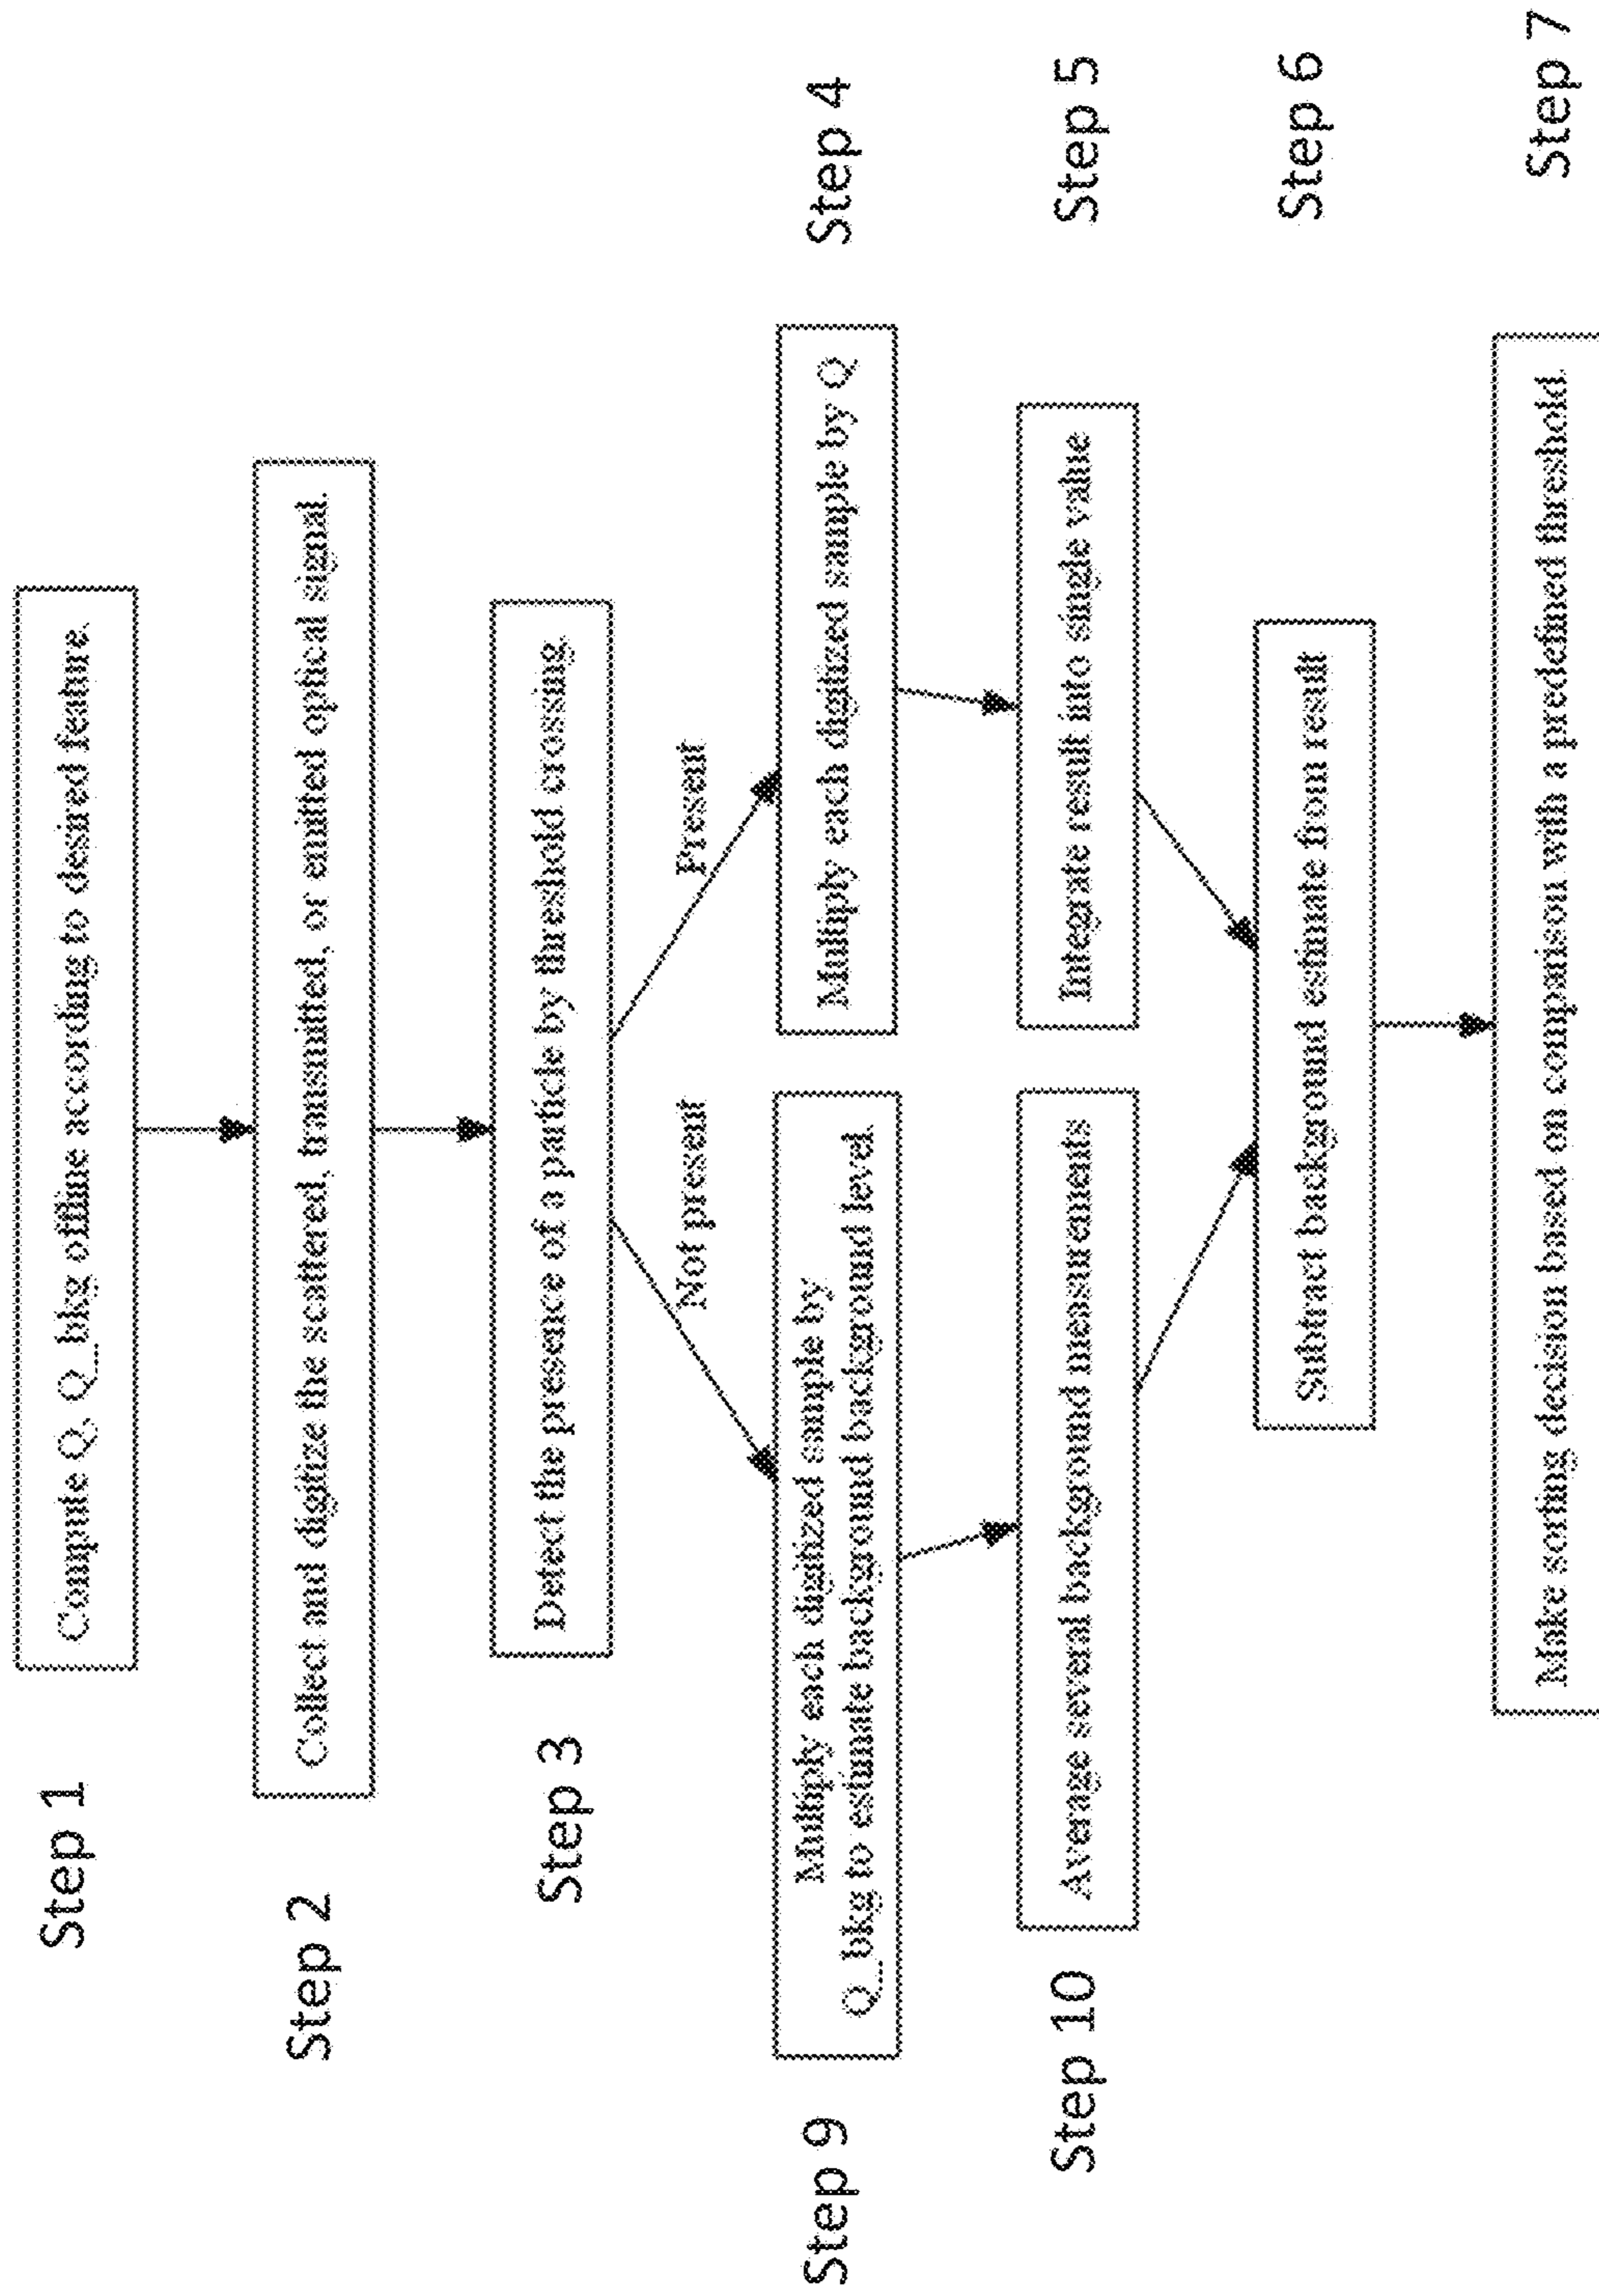 Step 1
Compute Q, Q_bkg offline according to desired feature.
Step 2
Collect and digitize the scattered, transmitted, or emitted optical signal.
Step 3
Detect the presence of a particle by threshold crossing.
Not present
Present
Step 9
Multiply each digitized sample by
Q_bkg to estimate background background level.
Multiply each digitized sample by Q
Step 4
Step 10
Average several background measurements
Integrate result into single value
Step 5
Subtract background estimate from result
Step 6
Make sorting decision based on comparison with a predefined threshold.
Step 7